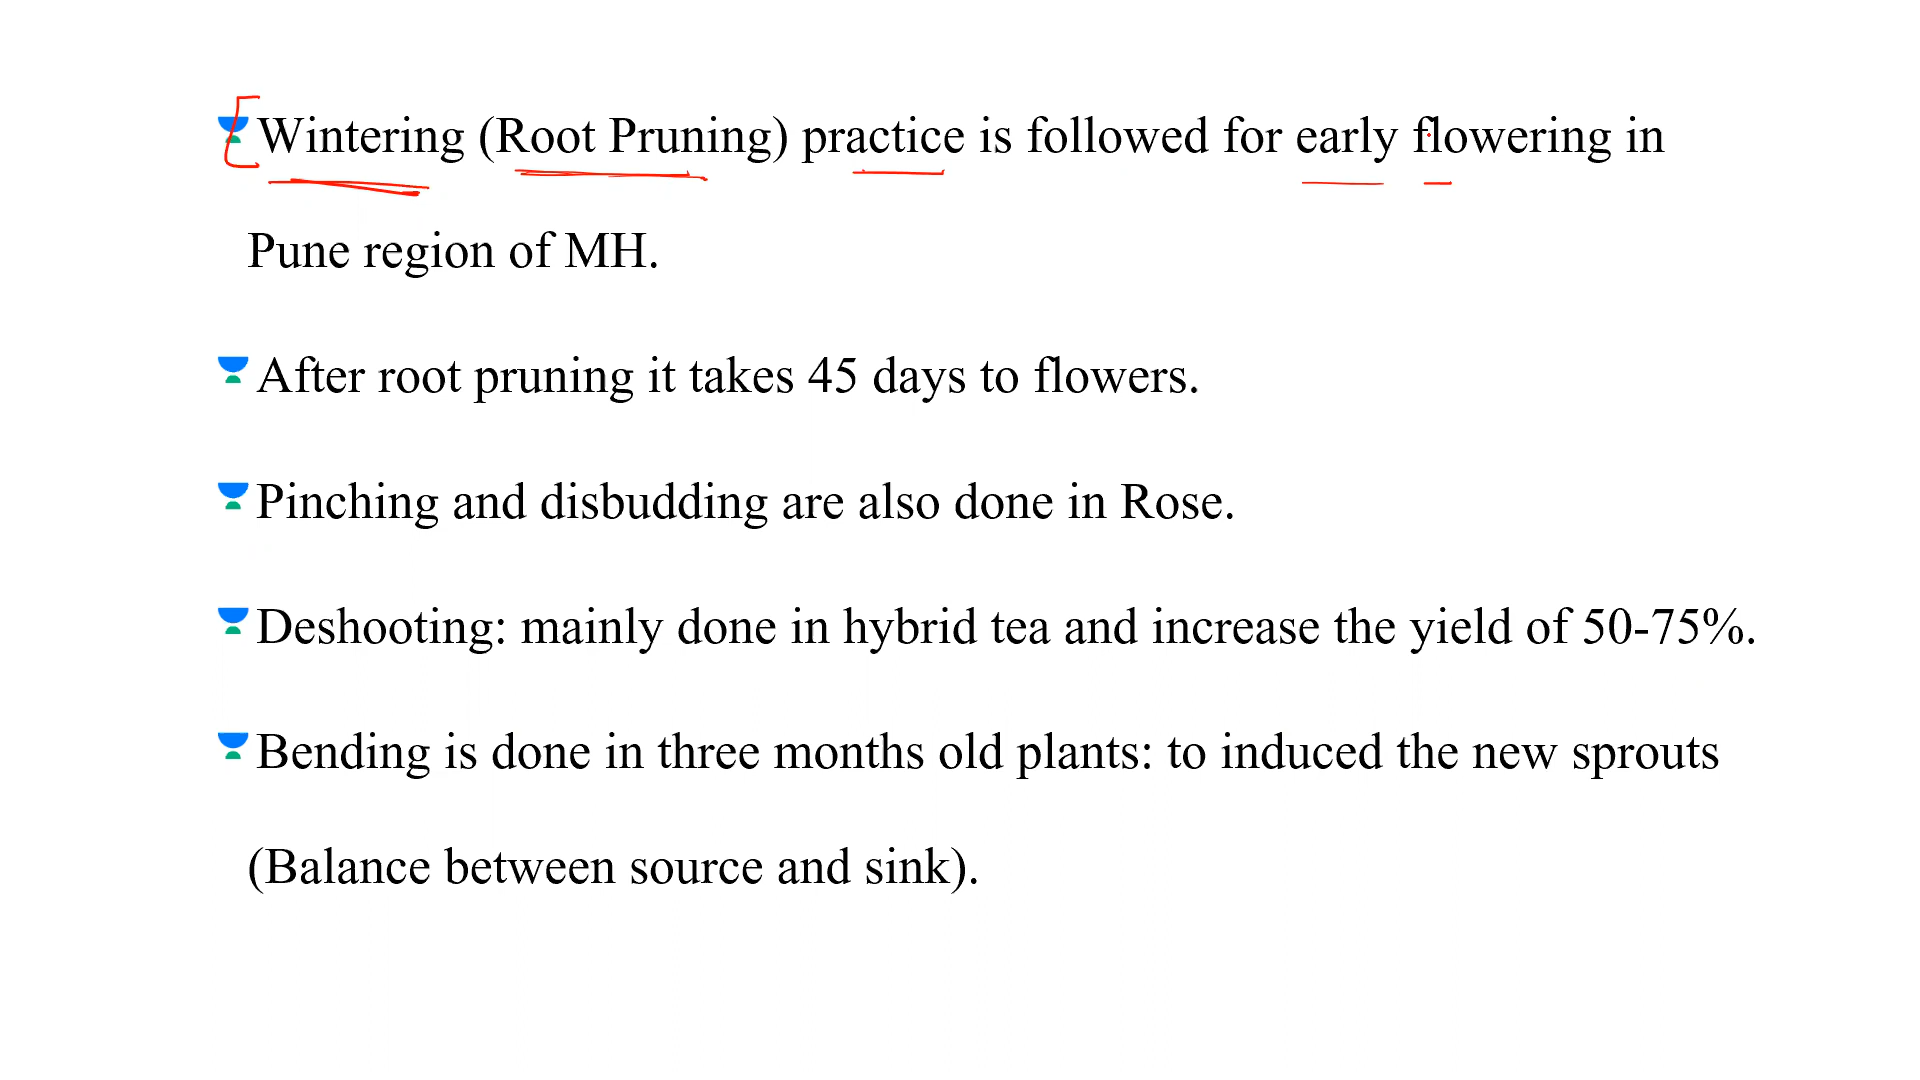 Wintering (Root Pruning) practice is followed for early flowering in
Pune region of MH.
After root pruning it takes 45 days to flowers.
Pinching and disbudding are also done in Rose.
Deshooting: mainly done in hybrid tea and increase the yield of 50-75%.
Bending is done in three months old plants: to induced the new sprouts
(Balance between source and sink).